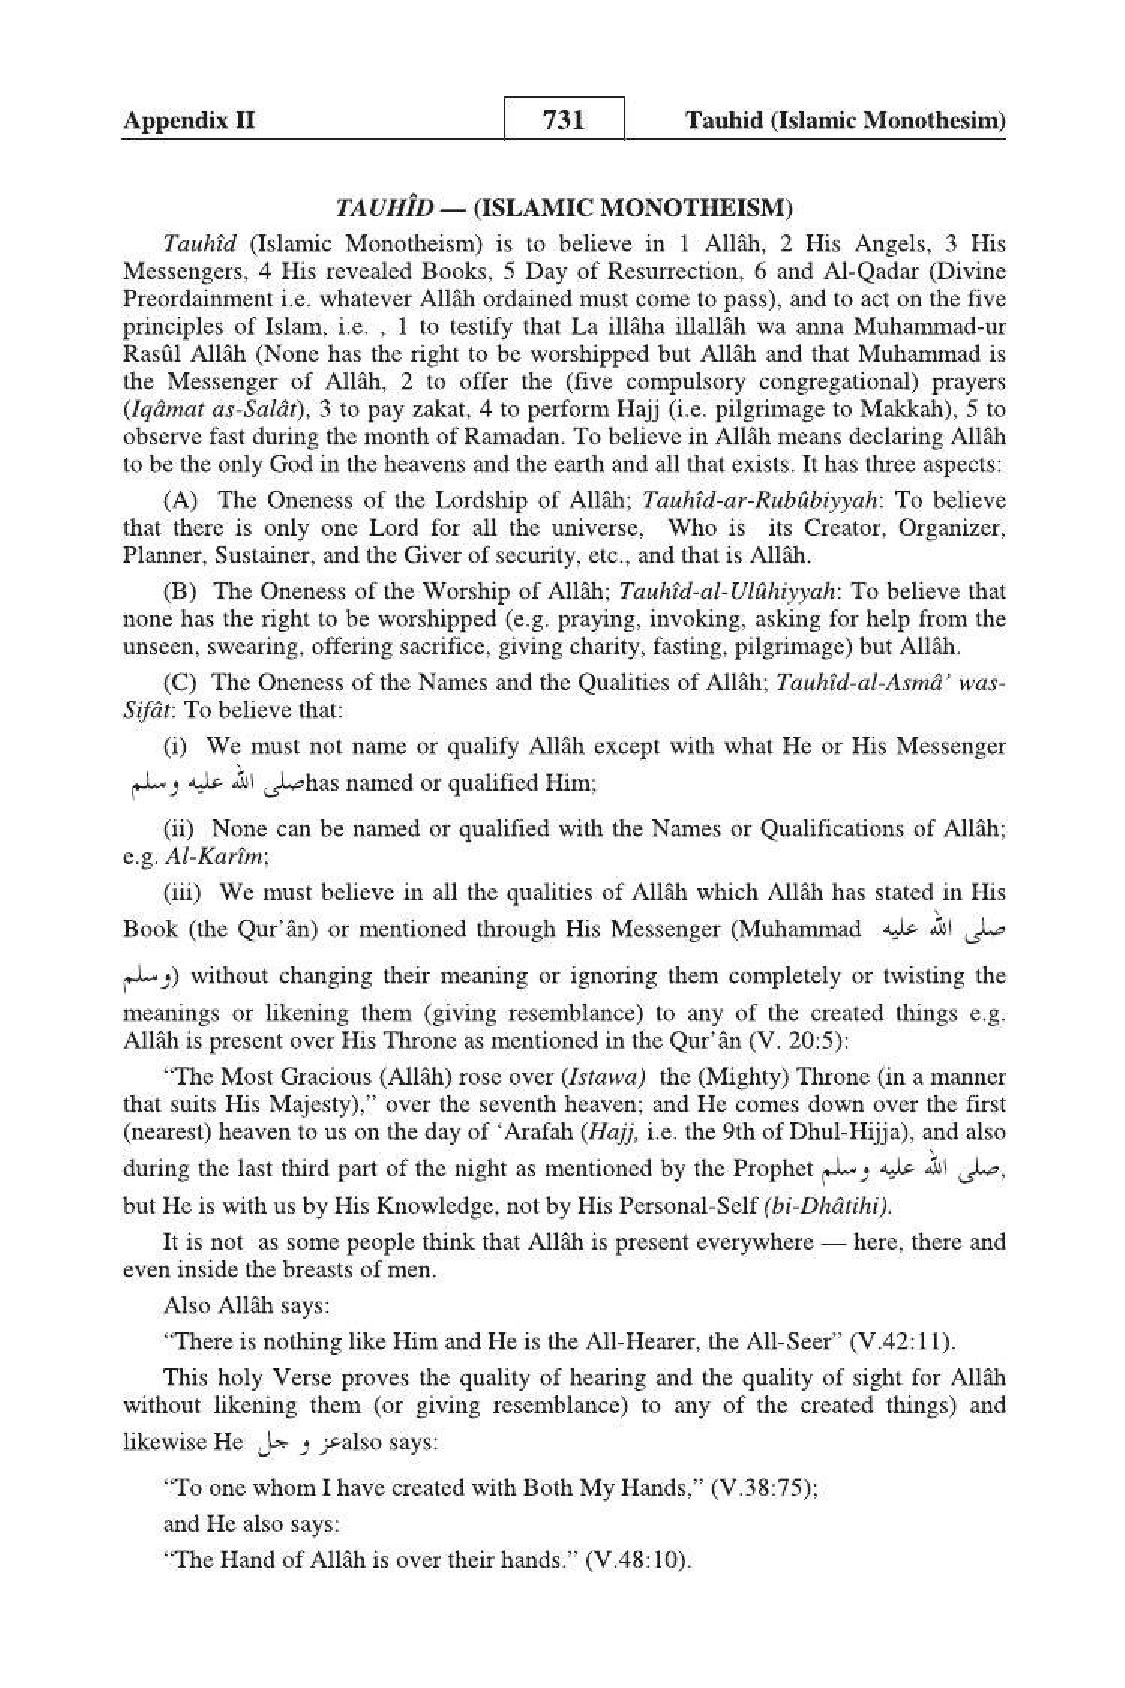 Appendix II 731 Tauhid (Islamic Monothesim)
TAUHÎD — (ISLAMIC MONOTHEISM)
Tauhîd (Islamic Monotheism) is to believe in 1 Allâh, 2 His Angels, 3 His
Messengers, 4 His revealed Books, 5 Day of Resurrection, 6 and Al-Qadar (Divine
Preordainment i.e. whatever Allâh ordained must come to pass), and to act on the five
principles of Islam, i.e. , 1 to testify that La illâha illallâh wa anna Muhammad-ur
Rasûl Allâh (None has the right to be worshipped but Allâh and that Muhammad is
the Messenger of Allâh, 2 to offer the (five compulsory congregational) prayers
(Iqâmat as-Salât), 3 to pay zakat, 4 to perform Hajj (i.e. pilgrimage to Makkah), 5 to
observe fast during the month of Ramadan. To believe in Allâh means declaring Allâh
to be the only God in the heavens and the earth and all that exists. It has three aspects:
(A) The Oneness of the Lordship of Allâh; Tauhîd-ar-Rubûbiyyah: To believe
that there is only one Lord for all the universe, Who is its Creator, Organizer,
Planner, Sustainer, and the Giver of security, etc., and that is Allâh.
(B) The Oneness of the Worship of Allâh; Tauhîd-al-Ulûhiyyah: To believe that
none has the right to be worshipped (e.g. praying, invoking, asking for help from the
unseen, swearing, offering sacrifice, giving charity, fasting, pilgrimage) but Allâh.
(C) The Oneness of the Names and the Qualities of Allâh; Tauhîd-al-Asmâ’ was-
Sifât: To believe that:
(i) We must not name or qualify Allâh except with what He or His Messenger
صلى الله عليه وسلم has named or qualified Him;
(ii) None can be named or qualified with the Names or Qualifications of Allâh;
e.g. Al-Karîm;
(iii) We must believe in all the qualities of Allâh which Allâh has stated in His
Book (the Qur’ân) or mentioned through His Messenger (Muhammad صلى الله عليه
وسلم) without changing their meaning or ignoring them completely or twisting the
meanings or likening them (giving resemblance) to any of the created things e.g.
Allâh is present over His Throne as mentioned in the Qur’ân (V. 20:5):
“The Most Gracious (Allâh) rose over (Istawa) the (Mighty) Throne (in a manner
that suits His Majesty),” over the seventh heaven; and He comes down over the first
(nearest) heaven to us on the day of ‘Arafah (Hajj, i.e. the 9th of Dhul-Hijja), and also
during the last third part of the night as mentioned by the Prophet صلى الله عليه وسلم,
but He is with us by His Knowledge, not by His Personal-Self (bi-Dhâtihi).
It is not as some people think that Allâh is present everywhere — here, there and
even inside the breasts of men.
Also Allâh says:
“There is nothing like Him and He is the All-Hearer, the All-Seer” (V.42:11).
This holy Verse proves the quality of hearing and the quality of sight for Allâh
without likening them (or giving resemblance) to any of the created things) and
likewise He عز و جل also says:
“To one whom I have created with Both My Hands,” (V.38:75);
and He also says:
“The Hand of Allâh is over their hands.” (V.48:10).